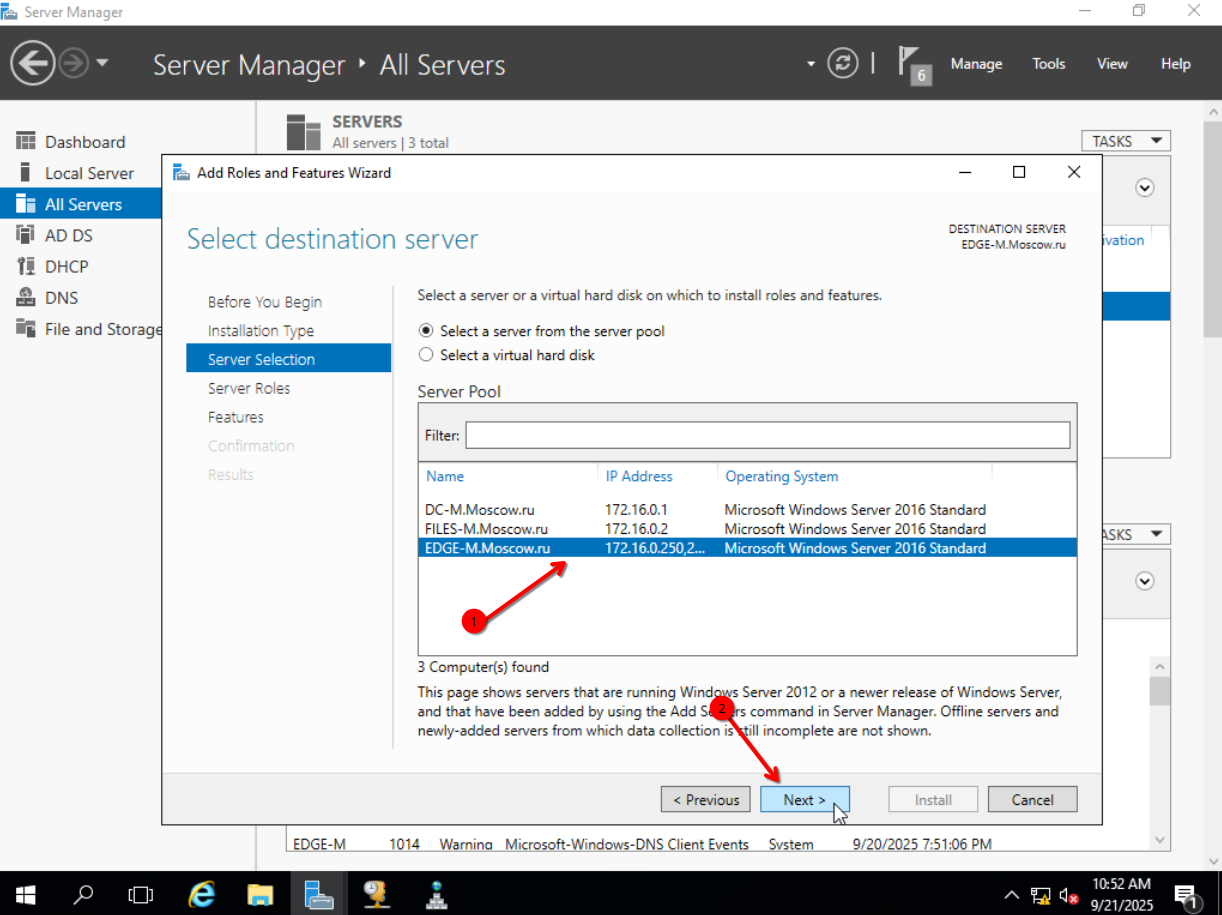 Server Manager
Server Manager ‣ All Servers
6
Manage Tools View Help
Dashboard
Local Server
All Servers
AD DS
DHCP
DNS
File and Storage
SERVERS
All servers | 3 total
TASKS
Add Roles and Features Wizard
Select destination server
DESTINATION SERVER
EDGE-M.Moscow.ru
ivation
Before You Begin
Installation Type
Server Selection
Server Roles
Features
Confirmation
Results
Select a server or a virtual hard disk on which to install roles and features.
Select a server from the server pool
Select a virtual hard disk
Server Pool
Filter:
Name IP Address Operating System
DC-M.Moscow.ru 172.16.0.1 Microsoft Windows Server 2016 Standard
FILES-M.Moscow.ru 172.16.0.2 Microsoft Windows Server 2016 Standard
EDGE-M.Moscow.ru 172.16.0.250,2... Microsoft Windows Server 2016 Standard
ASKS
1
3 Computer(s) found
This page shows servers that are running Windows Server 2012 or a newer release of Windows Server,
and that have been added by using the Add Servers command in Server Manager. Offline servers and
newly-added servers from which data collection is still incomplete are not shown.
2
< Previous Next > Install Cancel
EDGE-M 1014 Warning Microsoft-Windows-DNS Client Events System 9/20/2025 7:51:06 PM
10:52 AM
9/21/2025
1